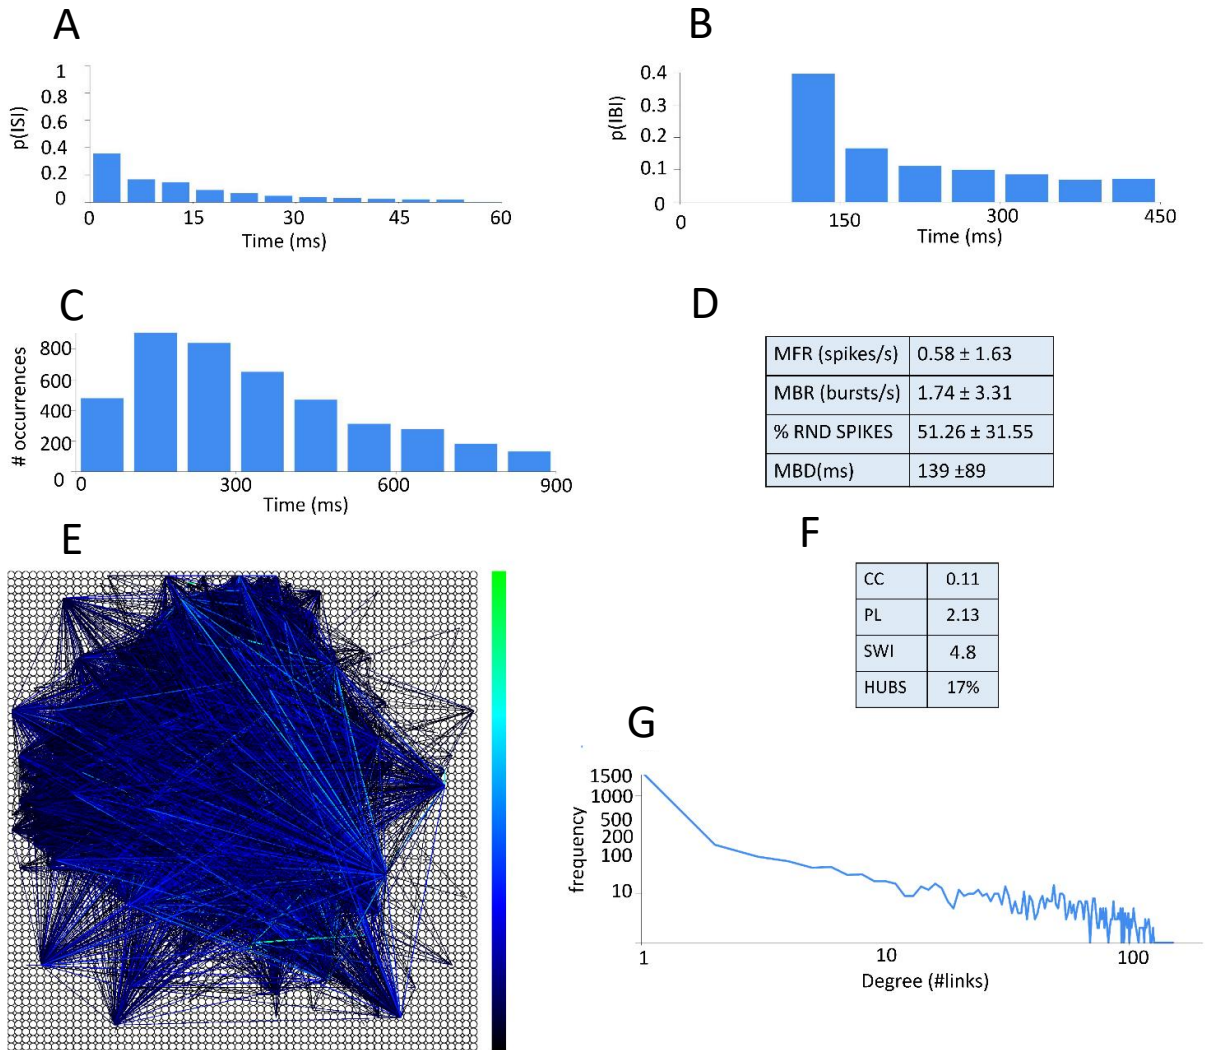 A
p(ISI)
1
0.8
0.6
0.4
0.2
0
0 15 30 45 60
Time (ms)
B
p(IBI)
0.4
0.3
0.2
0.1
0
0 150 300 450
Time (ms)
C
# occurrences
800
600
400
200
0
0 300 600 900
Time (ms)
D
MFR (spikes/s) 0.58 ± 1.63
MBR (bursts/s) 1.74 ± 3.31
% RND SPIKES 51.26 ± 31.55
MBD(ms) 139 ±89
E
F
CC 0.11
PL 2.13
SWI 4.8
HUBS 17%
G
frequency
1500
1000
500
200
100
10
1 10 100
Degree (#links)